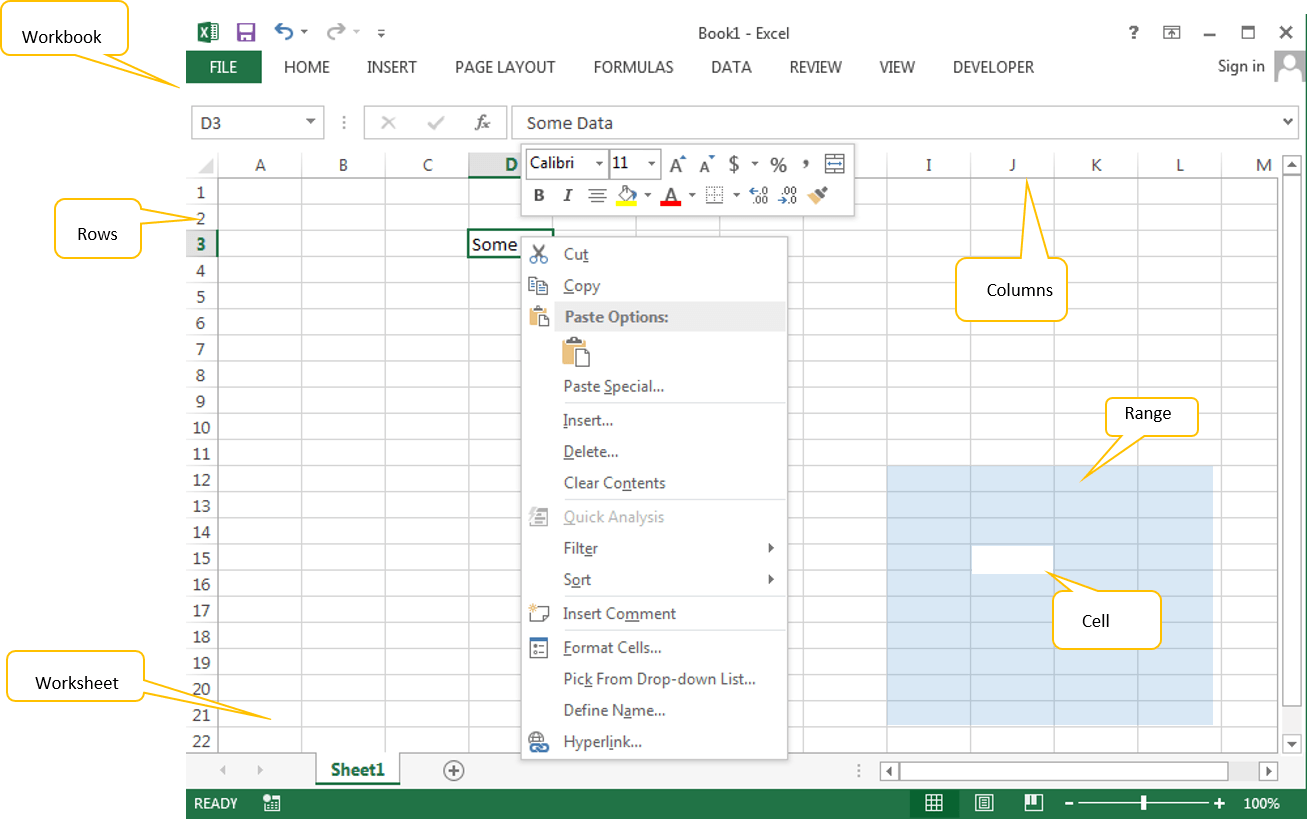 Workbook
Book1 - Excel
?
FILE HOME INSERT PAGE LAYOUT FORMULAS DATA REVIEW VIEW DEVELOPER Sign in
D3 fx Some Data
Calibri 11 A A $ % ,
B I A .00 .00
A B C D I J K L M
1
2
Rows
3 Some
4
Columns
5
6
7
8
9
10
11
12
13
14
15
16
17
18
19
20
21
22
Cut
Copy
Paste Options:
Paste Special...
Insert...
Delete...
Clear Contents
Quick Analysis
Filter
Sort
Insert Comment
Format Cells...
Pick From Drop-down List...
Define Name...
Hyperlink...
Range
Cell
Worksheet
Sheet1
READY 100%